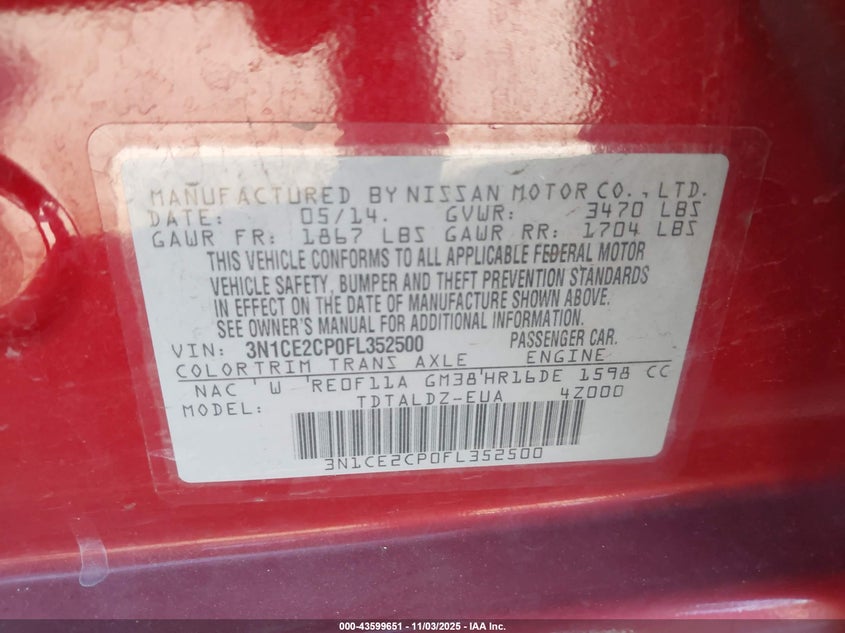 MANUFACTURED BY NISSAN MOTOR CO., LTD.
DATE: 05/14. GVWR: 3470 LBS
GAWR FR: 1867 LBS GAWR RR: 1704 LBS
THIS VEHICLE CONFORMS TO ALL APPLICABLE FEDERAL MOTOR
VEHICLE SAFETY, BUMPER AND THEFT PREVENTION STANDARDS
IN EFFECT ON THE DATE OF MANUFACTURE SHOWN ABOVE.
SEE OWNER'S MANUAL FOR ADDITIONAL INFORMATION.
VIN: 3N1CE2CP0FL352500 PASSENGER CAR.
COLOR TRIM TRANS AXLE ENGINE
NAC W RE0F11A GM38 HR16DE 1598 CC
MODEL: TDTALDZ-EUA 4Z000
3N1CE2CP0FL352500
000-43599651 - 11/03/2025 - IAA Inc.